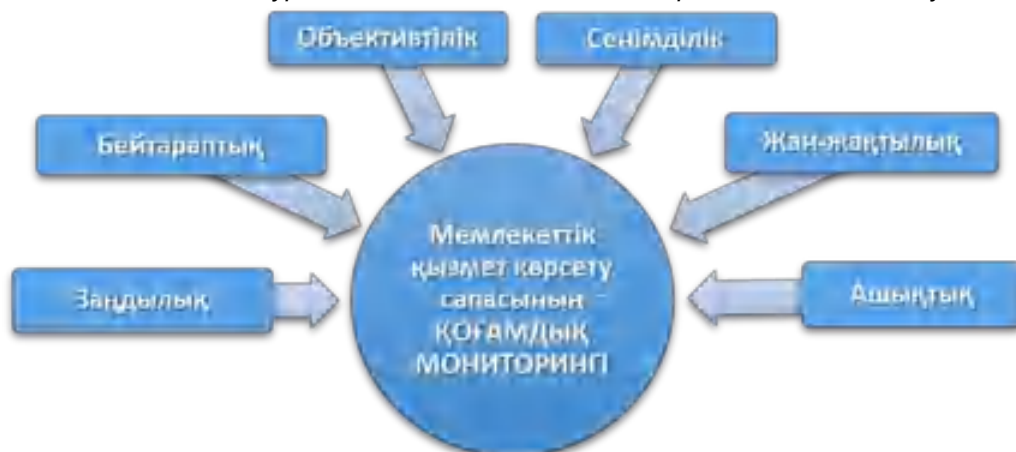 Объективтілік
Сенімділік
Бейтараптық
Жан-жақтылық
Мемлекеттік
қызмет көрсету
сапасының
ҚОҒАМДЫҚ
МОНИТОРИНГІ
Заңдылық
Ашықтық